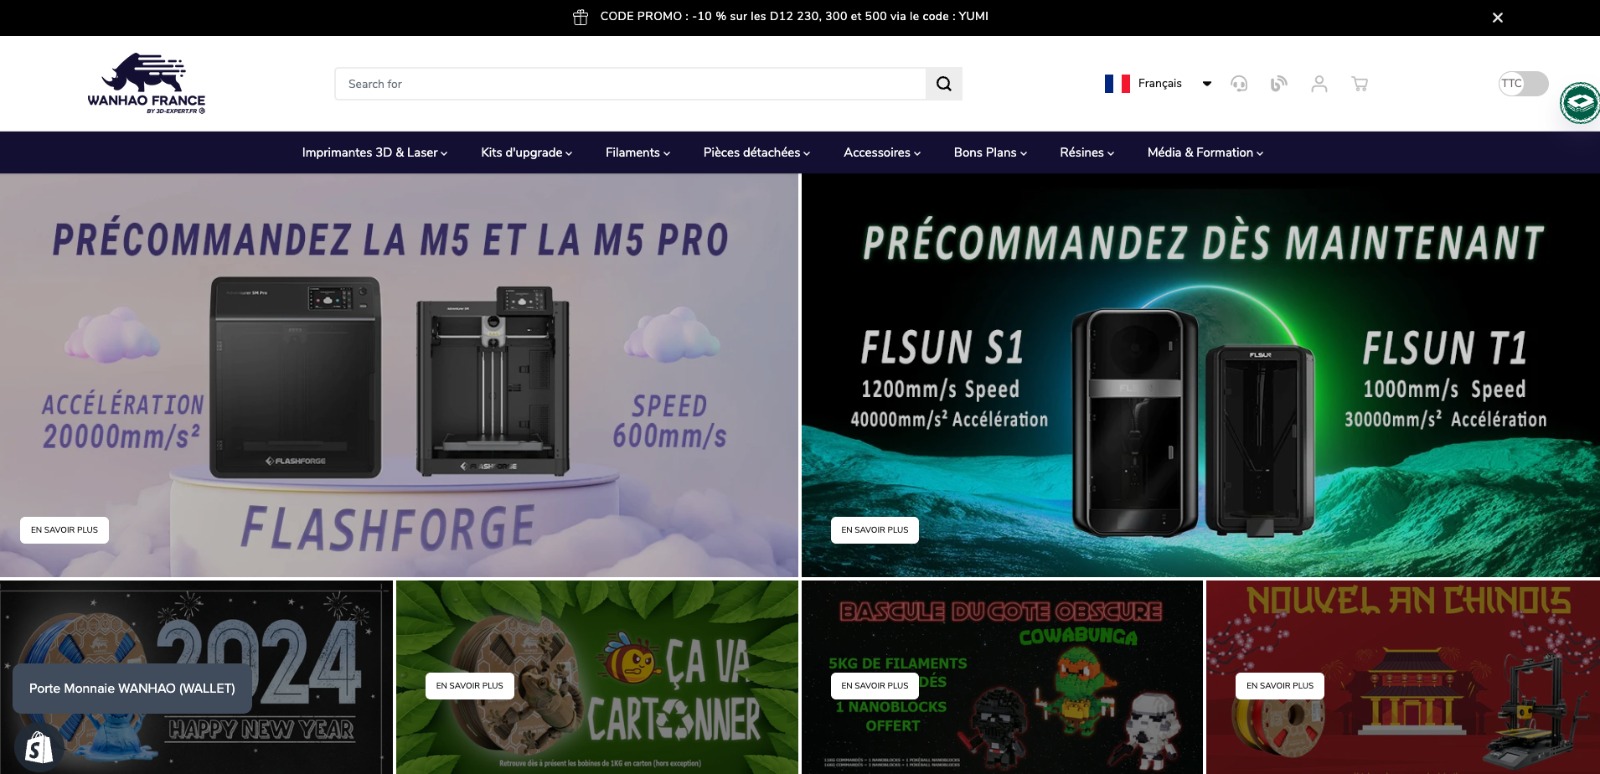 CODE PROMO : -10 % sur les D12 230, 300 et 500 via le code : YUMI
WANHAO FRANCE
BY 3D-EXPERT.FR
Search for
Français
TTC
Imprimantes 3D & Laser
Kits d'upgrade
Filaments
Pièces détachées
Accessoires
Bons Plans
Résines
Média & Formation
PRÉCOMMANDEZ LA M5 ET LA M5 PRO
ACCÉLÉRATION
20000mm/s²
SPEED
600mm/s
FLASHFORGE
FLASHFORGE
FLASHFORGE
EN SAVOIR PLUS
PRÉCOMMANDEZ DÈS MAINTENANT
FLSUN S1
1200mm/s Speed
40000mm/s² Accélération
FLSUN
FLSUN T1
1000mm/s Speed
30000mm/s² Accélération
EN SAVOIR PLUS
2024
HAPPY NEW YEAR
Porte Monnaie WANHAO (WALLET)
ÇA VA
CARTONNER
EN SAVOIR PLUS
Retrouve dès à présent les bobines de 1KG en carton (hors exception)
BASCULE DU COTE OBSCURE
COWABUNGA
5KG DE FILAMENTS
EN SAVOIR PLUS
1 NANOBLOCKS
OFFERT
NOUVEL AN CHINOIS
EN SAVOIR PLUS